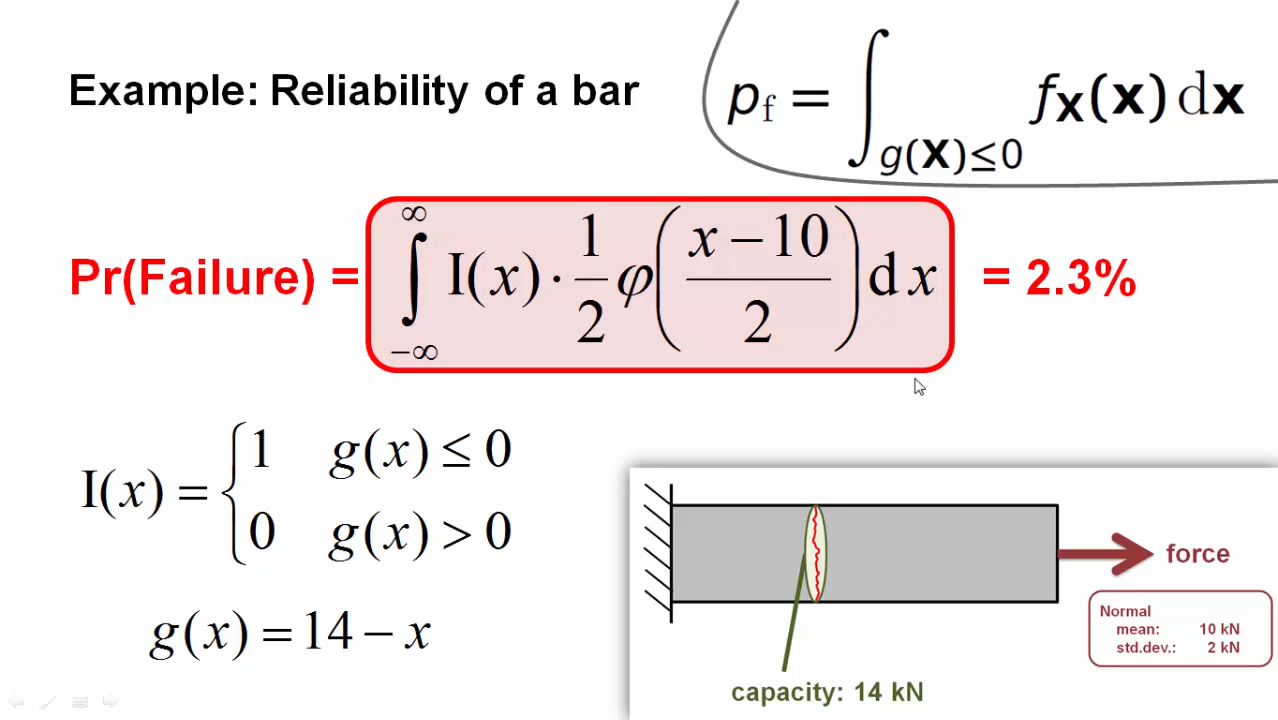 Example: Reliability of a bar
p_f = ∫_{g(𝐱)≤0} f_𝐗(𝐱) d𝐱
Pr(Failure) = ∫_{−∞}^{∞} I(x) · 1/2 φ((x − 10)/2) d x = 2.3%
I(x) = { 1 g(x) ≤ 0
0 g(x) > 0
g(x) = 14 − x
force
Normal
mean: 10 kN
std.dev.: 2 kN
capacity: 14 kN